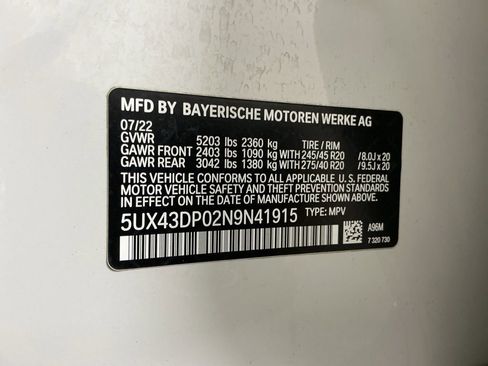 MFD BY BAYERISCHE MOTOREN WERKE AG
07/22
GVWR 5203 lbs 2360 kg TIRE / RIM
GAWR FRONT 2403 lbs 1090 kg WITH 245/45 R20 /8.0J x 20
GAWR REAR 3042 lbs 1380 kg WITH 275/40 R20 /9.5J x 20
THIS VEHICLE CONFORMS TO ALL APPLICABLE U.S. FEDERAL
MOTOR VEHICLE SAFETY AND THEFT PREVENTION STANDARDS
IN EFFECT ON THE DATE OF MANUFACTURE SHOWN ABOVE.
5UX43DP02N9N41915 TYPE: MPV
A96M
7 320 730